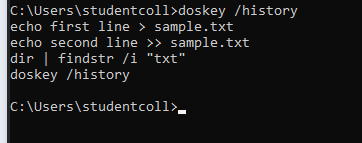 C:\Users\studentcoll>doskey /history
echo first line > sample.txt
echo second line >> sample.txt
dir | findstr /i "txt"
doskey /history
C:\Users\studentcoll>